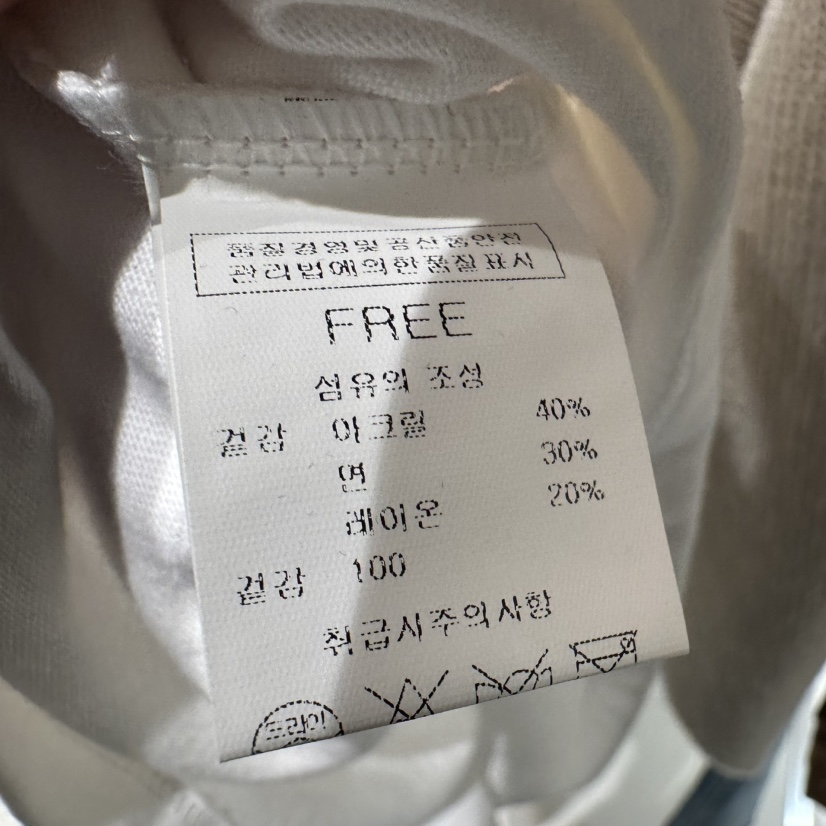 품질경영및 공산품안전
관리법에의한품질표시
FREE
섬유의 조성
겉감 아크릴 40%
면 30%
레이온 20%
겉감 100
취급시주의사항
드라이